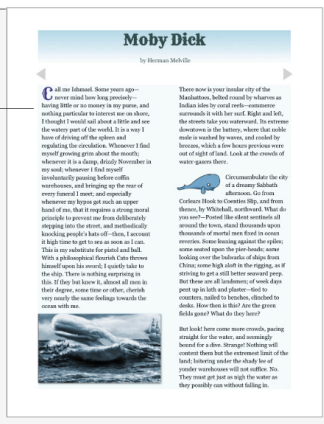 Moby Dick
by Herman Melville
Call me Ishmael. Some years ago—
never mind how long precisely—
having little or no money in my purse, and
nothing particular to interest me on shore,
I thought I would sail about a little and see
the watery part of the world. It is a way I
have of driving off the spleen and
regulating the circulation. Whenever I find
myself growing grim about the mouth;
whenever it is a damp, drizzly November in
my soul; whenever I find myself
involuntarily pausing before coffin
warehouses, and bringing up the rear of
every funeral I meet; and especially
whenever my hypos get such an upper
hand of me, that it requires a strong moral
principle to prevent me from deliberately
stepping into the street, and methodically
knocking people's hats off—then, I account
it high time to get to sea as soon as I can.
This is my substitute for pistol and ball.
With a philosophical flourish Cato throws
himself upon his sword; I quietly take to
the ship. There is nothing surprising in
this. If they but knew it, almost all men in
their degree, some time or other, cherish
very nearly the same feelings towards the
ocean with me.
There now is your insular city of the
Manhattoes, belted round by wharves as
Indian isles by coral reefs—commerce
surrounds it with her surf. Right and left,
the streets take you waterward. Its extreme
downtown is the battery, where that noble
mole is washed by waves, and cooled by
breezes, which a few hours previous were
out of sight of land. Look at the crowds of
water-gazers there.
Circumambulate the city
of a dreamy Sabbath
afternoon. Go from
Corlears Hook to Coenties Slip, and from
thence, by Whitehall, northward. What do
you see?—Posted like silent sentinels all
around the town, stand thousands upon
thousands of mortal men fixed in ocean
reveries. Some leaning against the spiles;
some seated upon the pier-heads; some
looking over the bulwarks of ships from
China; some high aloft in the rigging, as if
striving to get a still better seaward peep.
But these are all landsmen; of week days
pent up in lath and plaster—tied to
counters, nailed to benches, clinched to
desks. How then is this? Are the green
fields gone? What do they here?
But look! here come more crowds, pacing
straight for the water, and seemingly
bound for a dive. Strange! Nothing will
content them but the extremest limit of the
land; loitering under the shady lee of
yonder warehouses will not suffice. No.
They must get just as nigh the water as
they possibly can without falling in.